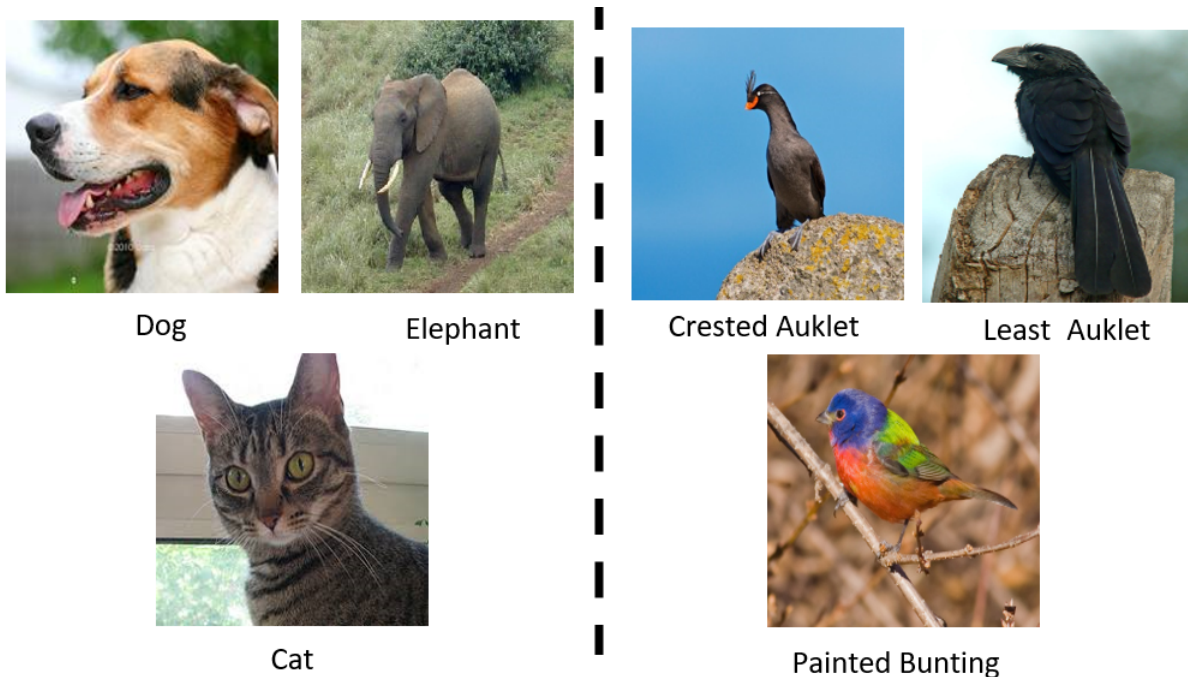 Dog
Elephant
Crested Auklet
Least Auklet
Cat
Painted Bunting